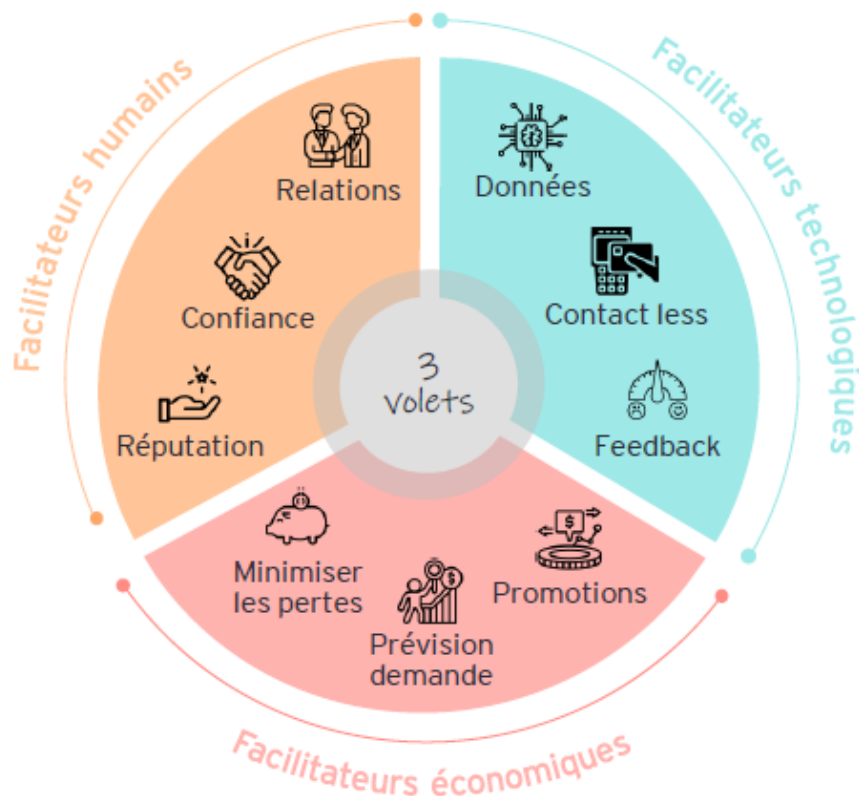 Facilitateurs humains
Relations
Confiance
Réputation
Facilitateurs technologiques
Données
Contact less
Feedback
3
volets
Minimiser
les pertes
Prévision
demande
Promotions
Facilitateurs économiques